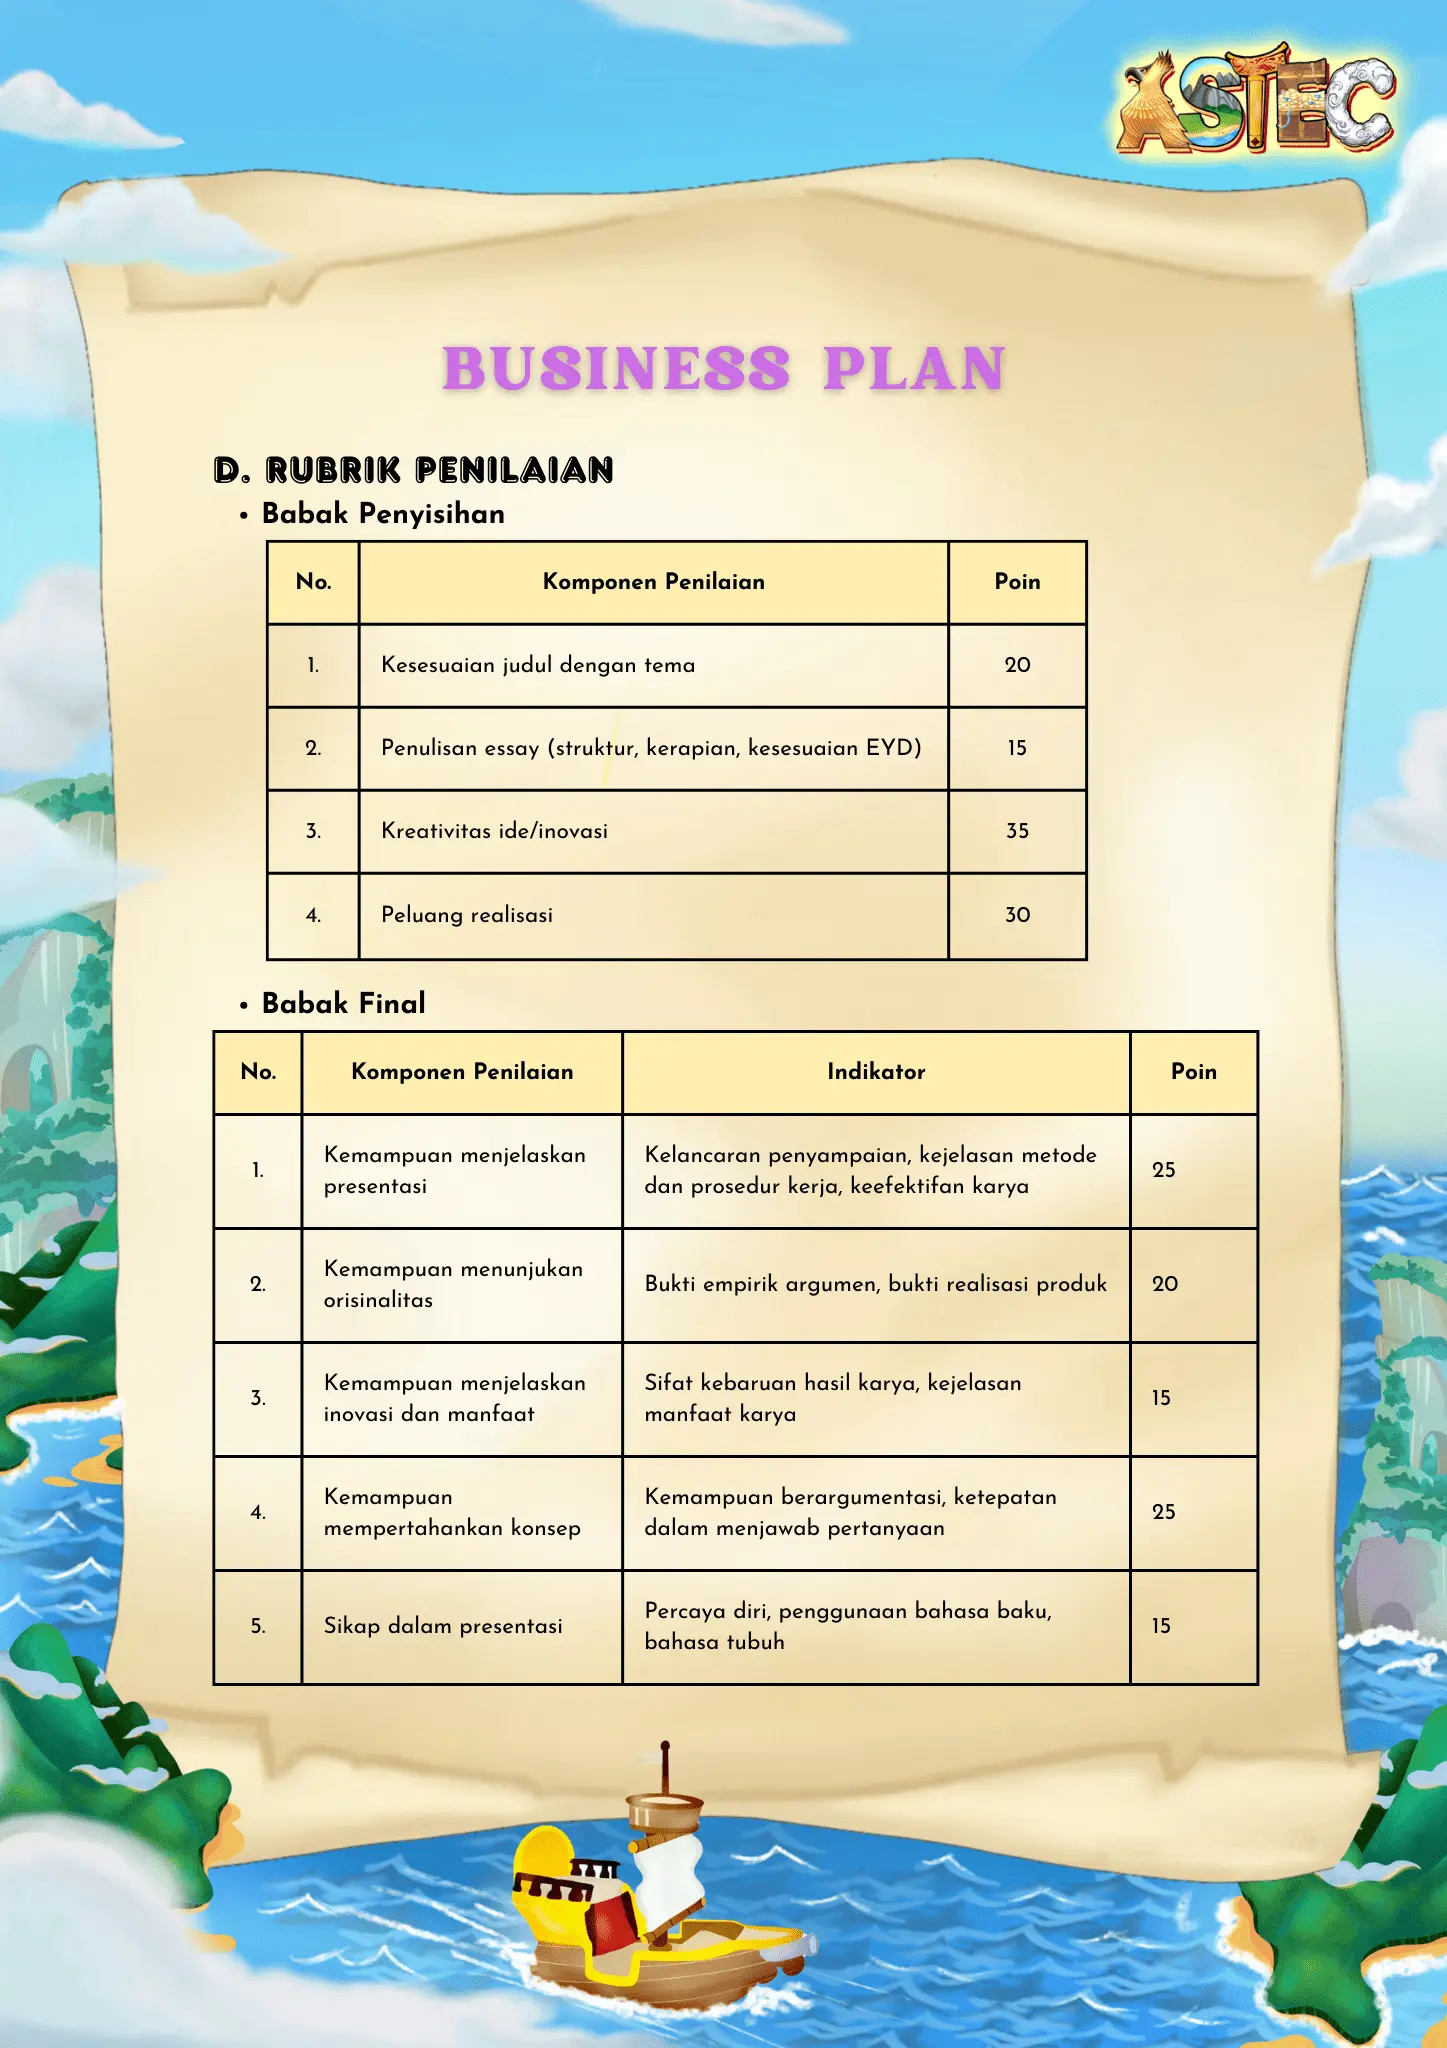 ASTEC
BUSINESS PLAN
D. RUBRIK PENILAIAN
• Babak Penyisihan
No. Komponen Penilaian Poin
1. Kesesuaian judul dengan tema 20
2. Penulisan essay (struktur, kerapian, kesesuaian EYD) 15
3. Kreativitas ide/inovasi 35
4. Peluang realisasi 30
• Babak Final
No. Komponen Penilaian Indikator Poin
1. Kemampuan menjelaskan
presentasi
Kelancaran penyampaian, kejelasan metode
dan prosedur kerja, keefektifan karya
25
2. Kemampuan menunjukan
orisinalitas
Bukti empirik argumen, bukti realisasi produk
20
3. Kemampuan menjelaskan
inovasi dan manfaat
Sifat kebaruan hasil karya, kejelasan
manfaat karya
15
4. Kemampuan
mempertahankan konsep
Kemampuan berargumentasi, ketepatan
dalam menjawab pertanyaan
25
5. Sikap dalam presentasi
Percaya diri, penggunaan bahasa baku,
bahasa tubuh
15